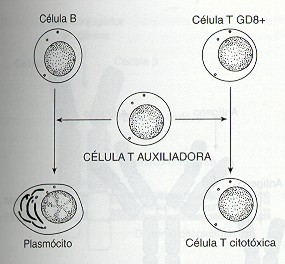 Célula B
Célula T GD8+
CÉLULA T AUXILIADORA
Plasmócito
Célula T citotóxica